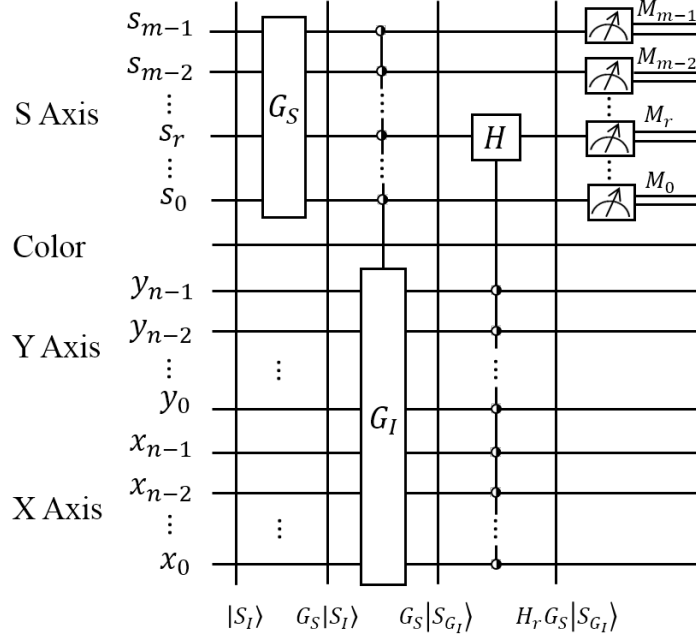 s_{m-1}
M_{m-1}
s_{m-2}
M_{m-2}
⋮
G_S
⋮
S Axis
s_r
H
M_r
⋮
⋮
s_0
M_0
Color
y_{n-1}
y_{n-2}
Y Axis
⋮
⋮
⋮
y_0
G_I
x_{n-1}
x_{n-2}
X Axis
⋮
⋮
⋮
x_0
|S_I⟩ G_S|S_I⟩ G_S|S_{G_I}⟩ H_r G_S|S_{G_I}⟩